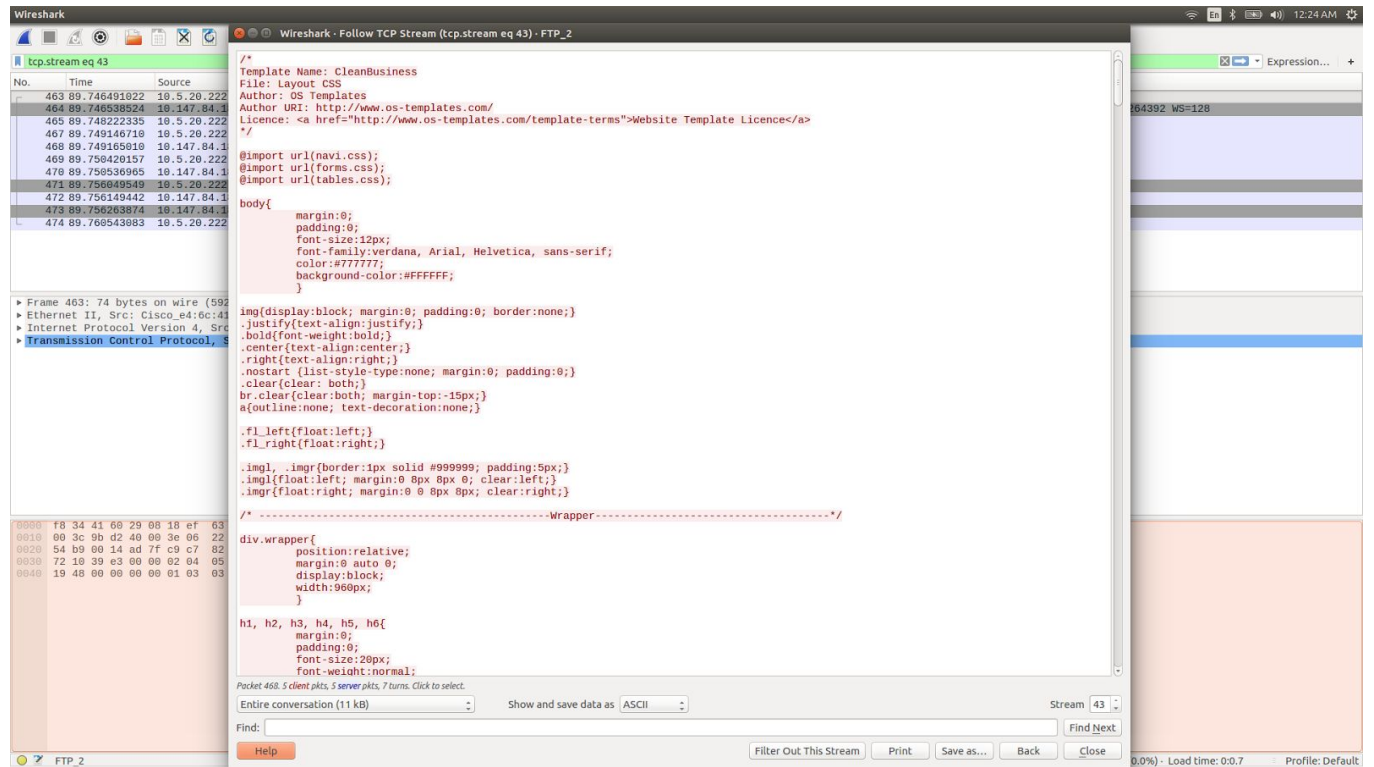 Wireshark
En
12:24 AM
Wireshark · Follow TCP Stream (tcp.stream eq 43) · FTP_2
tcp.stream eq 43
Expression... +
No. Time Source
463 89.746491022 10.5.20.222
464 89.746538524 10.147.84.1
264392 WS=128
465 89.748222335 10.5.20.222
467 89.749146710 10.5.20.222
468 89.749165010 10.147.84.1
469 89.750420157 10.5.20.222
470 89.750536965 10.147.84.1
471 89.756049549 10.5.20.222
472 89.756149442 10.147.84.1
473 89.756263874 10.147.84.1
474 89.760543083 10.5.20.222
Frame 463: 74 bytes on wire (592
Ethernet II, Src: Cisco_e4:6c:41
Internet Protocol Version 4, Src
Transmission Control Protocol, S
0000 f8 34 41 60 29 08 18 ef 63
0010 00 3c 9b d2 40 00 3e 06 22
0020 54 b9 00 14 ad 7f c9 c7 82
0030 72 10 39 e3 00 00 02 04 05
0040 19 48 00 00 00 00 01 03 03
/*
Template Name: CleanBusiness
File: Layout CSS
Author: OS Templates
Author URI: http://www.os-templates.com/
Licence: <a href="http://www.os-templates.com/template-terms">Website Template Licence</a>
*/
@import url(navi.css);
@import url(forms.css);
@import url(tables.css);
body{
margin:0;
padding:0;
font-size:12px;
font-family:verdana, Arial, Helvetica, sans-serif;
color:#777777;
background-color:#FFFFFF;
}
img{display:block; margin:0; padding:0; border:none;}
.justify{text-align:justify;}
.bold{font-weight:bold;}
.center{text-align:center;}
.right{text-align:right;}
.nostart {list-style-type:none; margin:0; padding:0;}
.clear{clear: both;}
br.clear{clear:both; margin-top:-15px;}
a{outline:none; text-decoration:none;}
.fl_left{float:left;}
.fl_right{float:right;}
.imgl, .imgr{border:1px solid #999999; padding:5px;}
.imgl{float:left; margin:0 8px 8px 0; clear:left;}
.imgr{float:right; margin:0 0 8px 8px; clear:right;}
/* --------------------------------------------Wrapper-----------------------------------*/
div.wrapper{
position:relative;
margin:0 auto 0;
display:block;
width:960px;
}
h1, h2, h3, h4, h5, h6{
margin:0;
padding:0;
font-size:20px;
font-weight:normal;
Packet 468. 5 client pkts, 5 server pkts, 7 turns. Click to select.
Entire conversation (11 kB) Show and save data as ASCII Stream 43
Find: Find Next
Help Filter Out This Stream Print Save as... Back Close
FTP_2
0.0%) · Load time: 0:0.7 Profile: Default